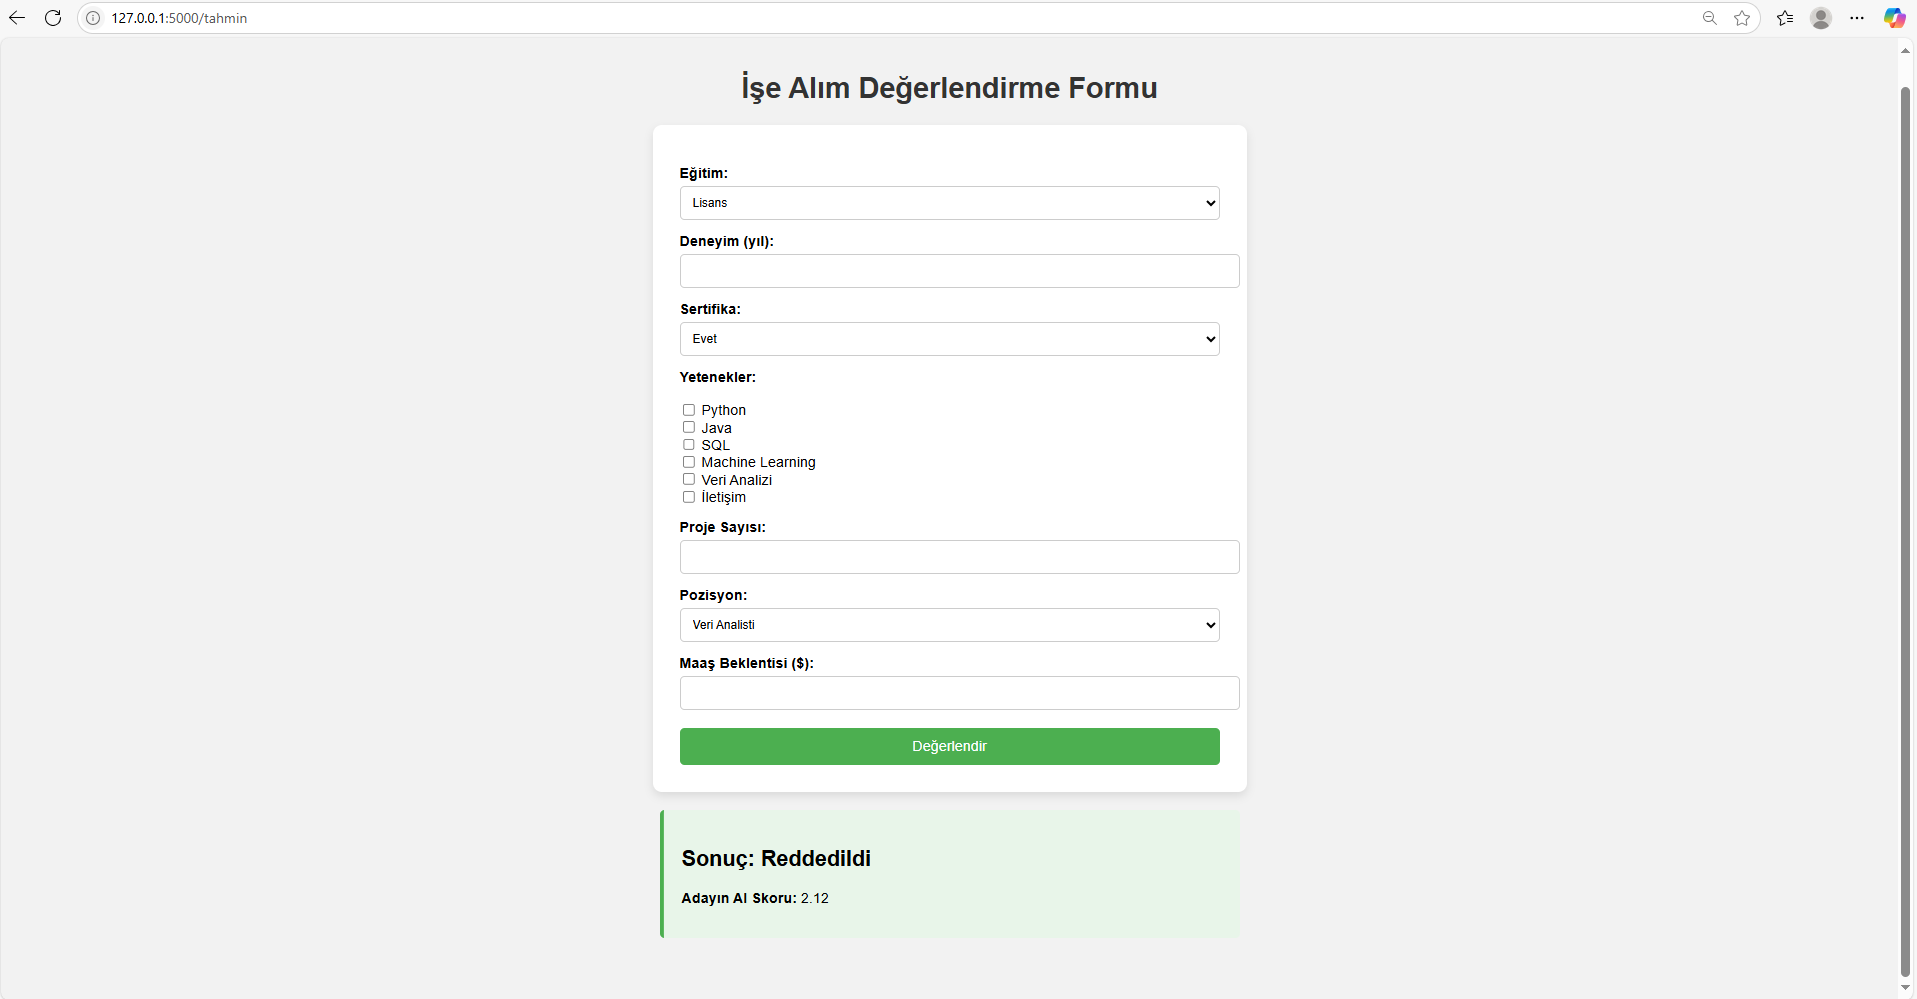 127.0.0.1:5000/tahmin
İşe Alım Değerlendirme Formu
Eğitim:
Lisans
Deneyim (yıl):
Sertifika:
Evet
Yetenekler:
Python
Java
SQL
Machine Learning
Veri Analizi
İletişim
Proje Sayısı:
Pozisyon:
Veri Analisti
Maaş Beklentisi ($):
Değerlendir
Sonuç: Reddedildi
Adayın AI Skoru: 2.12